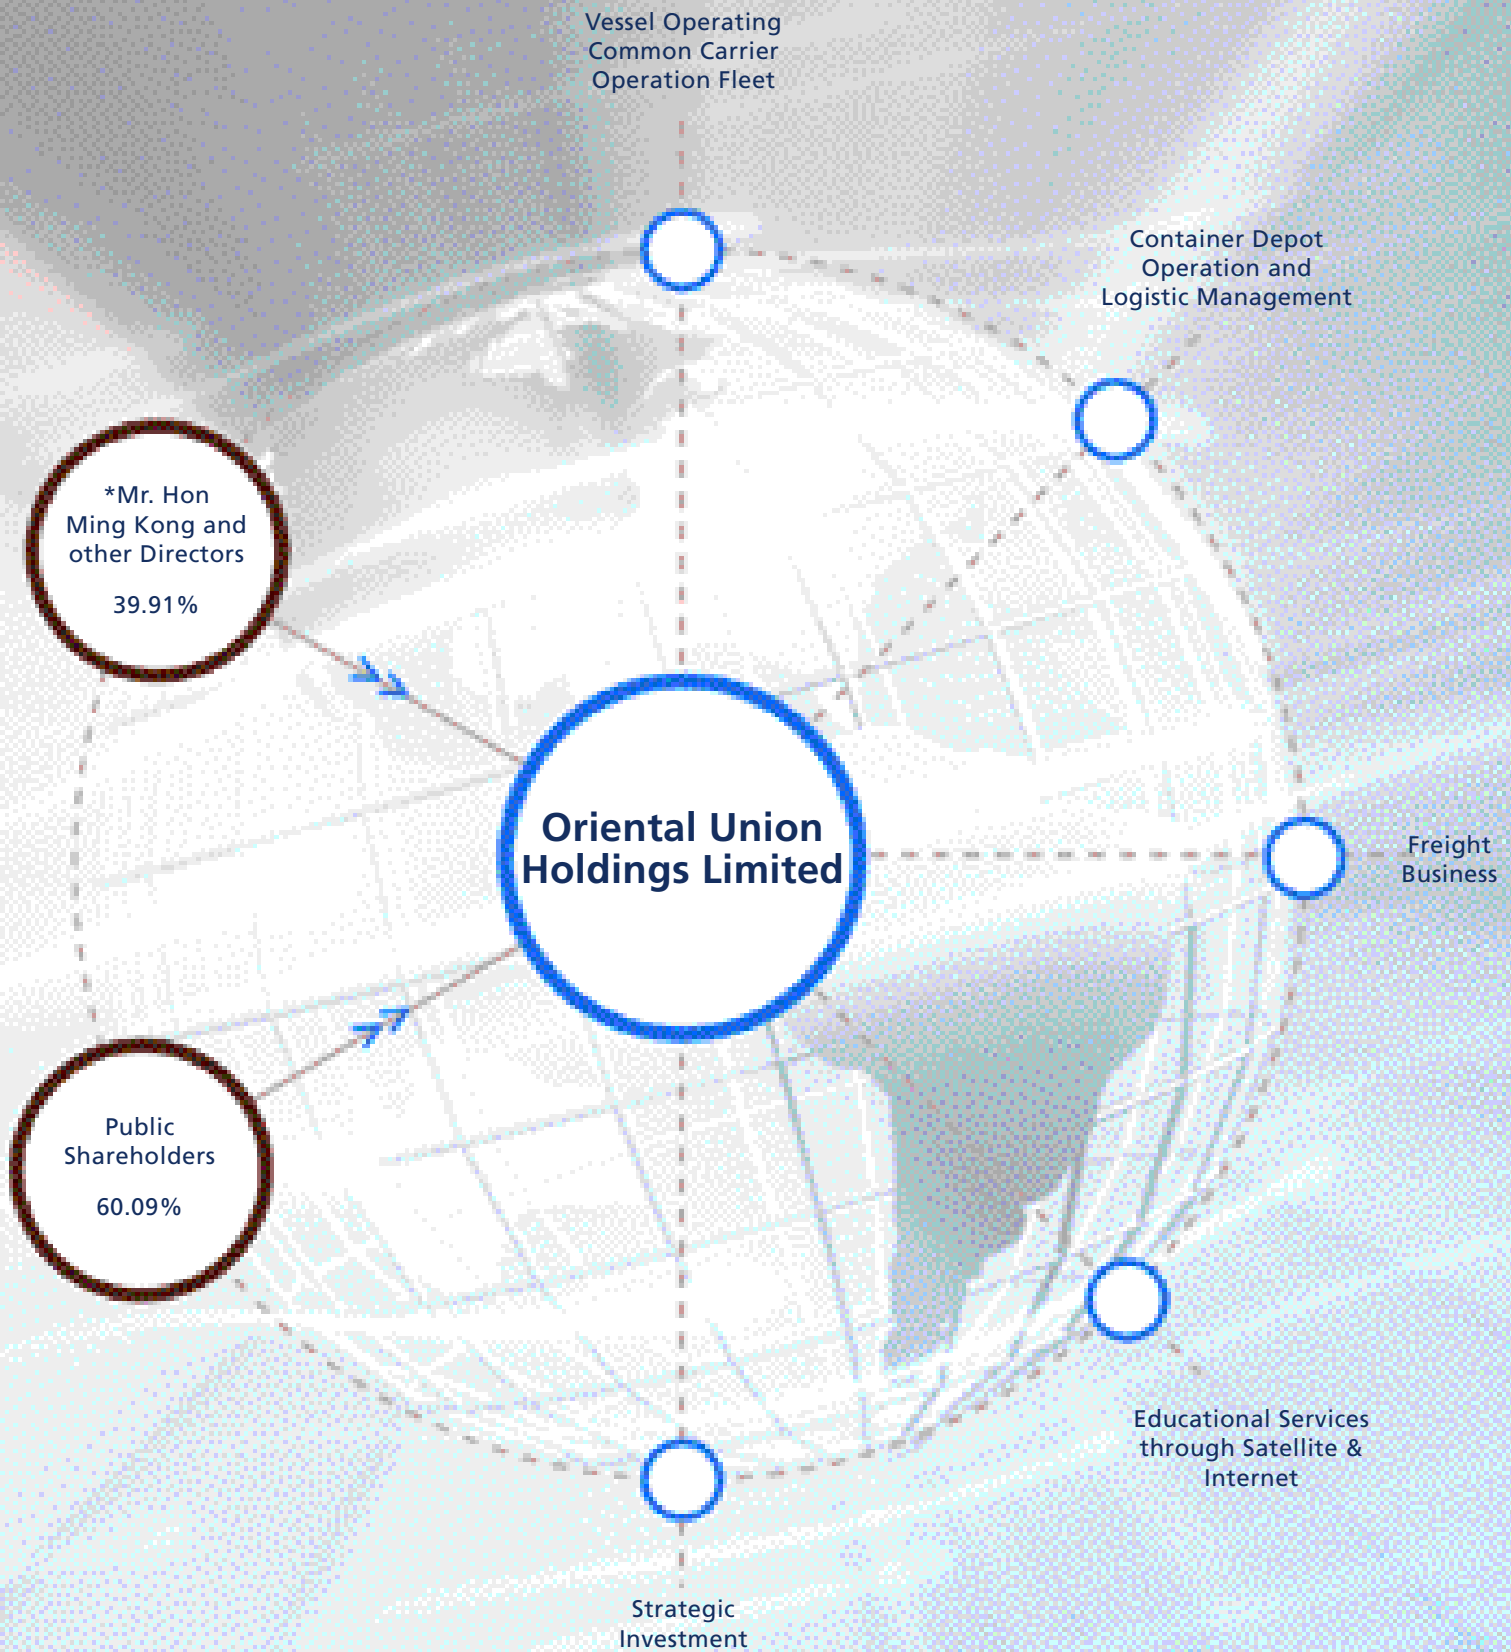 Vessel Operating
Common Carrier
Operation Fleet
Container Depot
Operation and
Logistic Management
*Mr. Hon
Ming Kong and
other Directors
39.91%
Oriental Union
Holdings Limited
Freight
Business
Public
Shareholders
60.09%
Educational Services
through Satellite &
Internet
Strategic
Investment